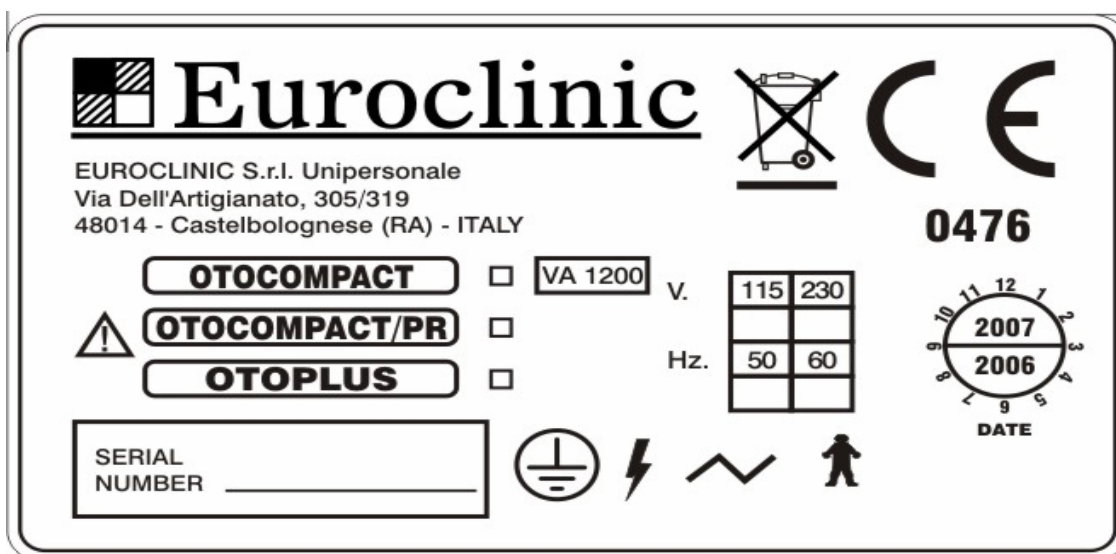 Euroclinic
EUROCLINIC S.r.l. Unipersonale
Via Dell'Artigianato, 305/319
48014 - Castelbolognese (RA) - ITALY
CE
0476
OTOCOMPACT
VA 1200
OTOCOMPACT/PR
OTOPLUS
V. 115 230
Hz. 50 60
12 1 2 3 4 5 6 7 8 9 10 11
2007
2006
DATE
SERIAL
NUMBER